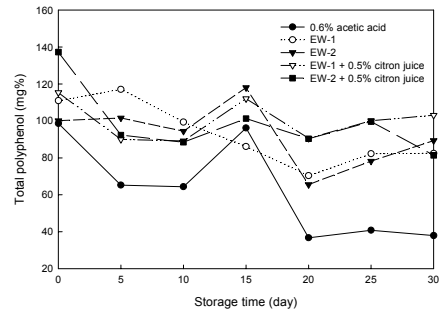 160
140
120
100
80
60
40
20
Total polyphenol (mg%)
0.6% acetic acid
EW-1
EW-2
EW-1 + 0.5% citron juice
EW-2 + 0.5% citron juice
0 5 10 15 20 25 30
Storage time (day)